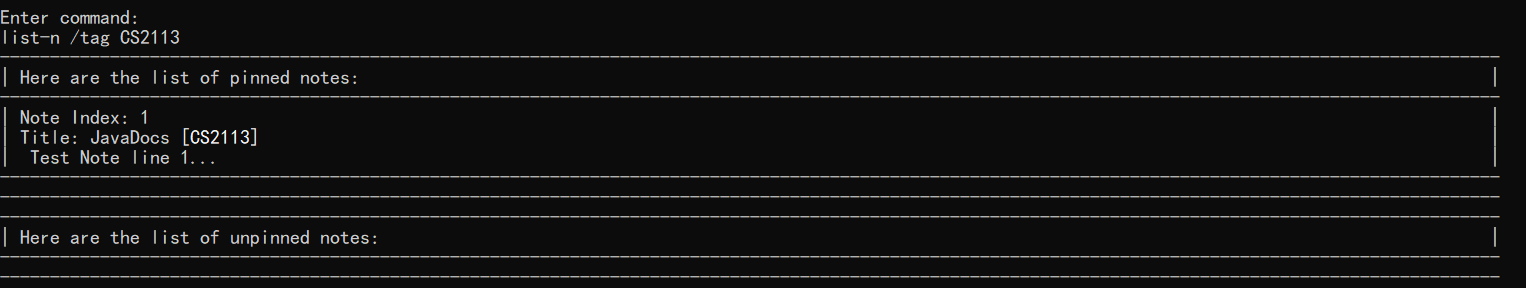 Enter command:
list-n /tag CS2113
| Here are the list of pinned notes: |
| Note Index: 1 |
| Title: JavaDocs [CS2113] |
| Test Note line 1... |
| Here are the list of unpinned notes: |